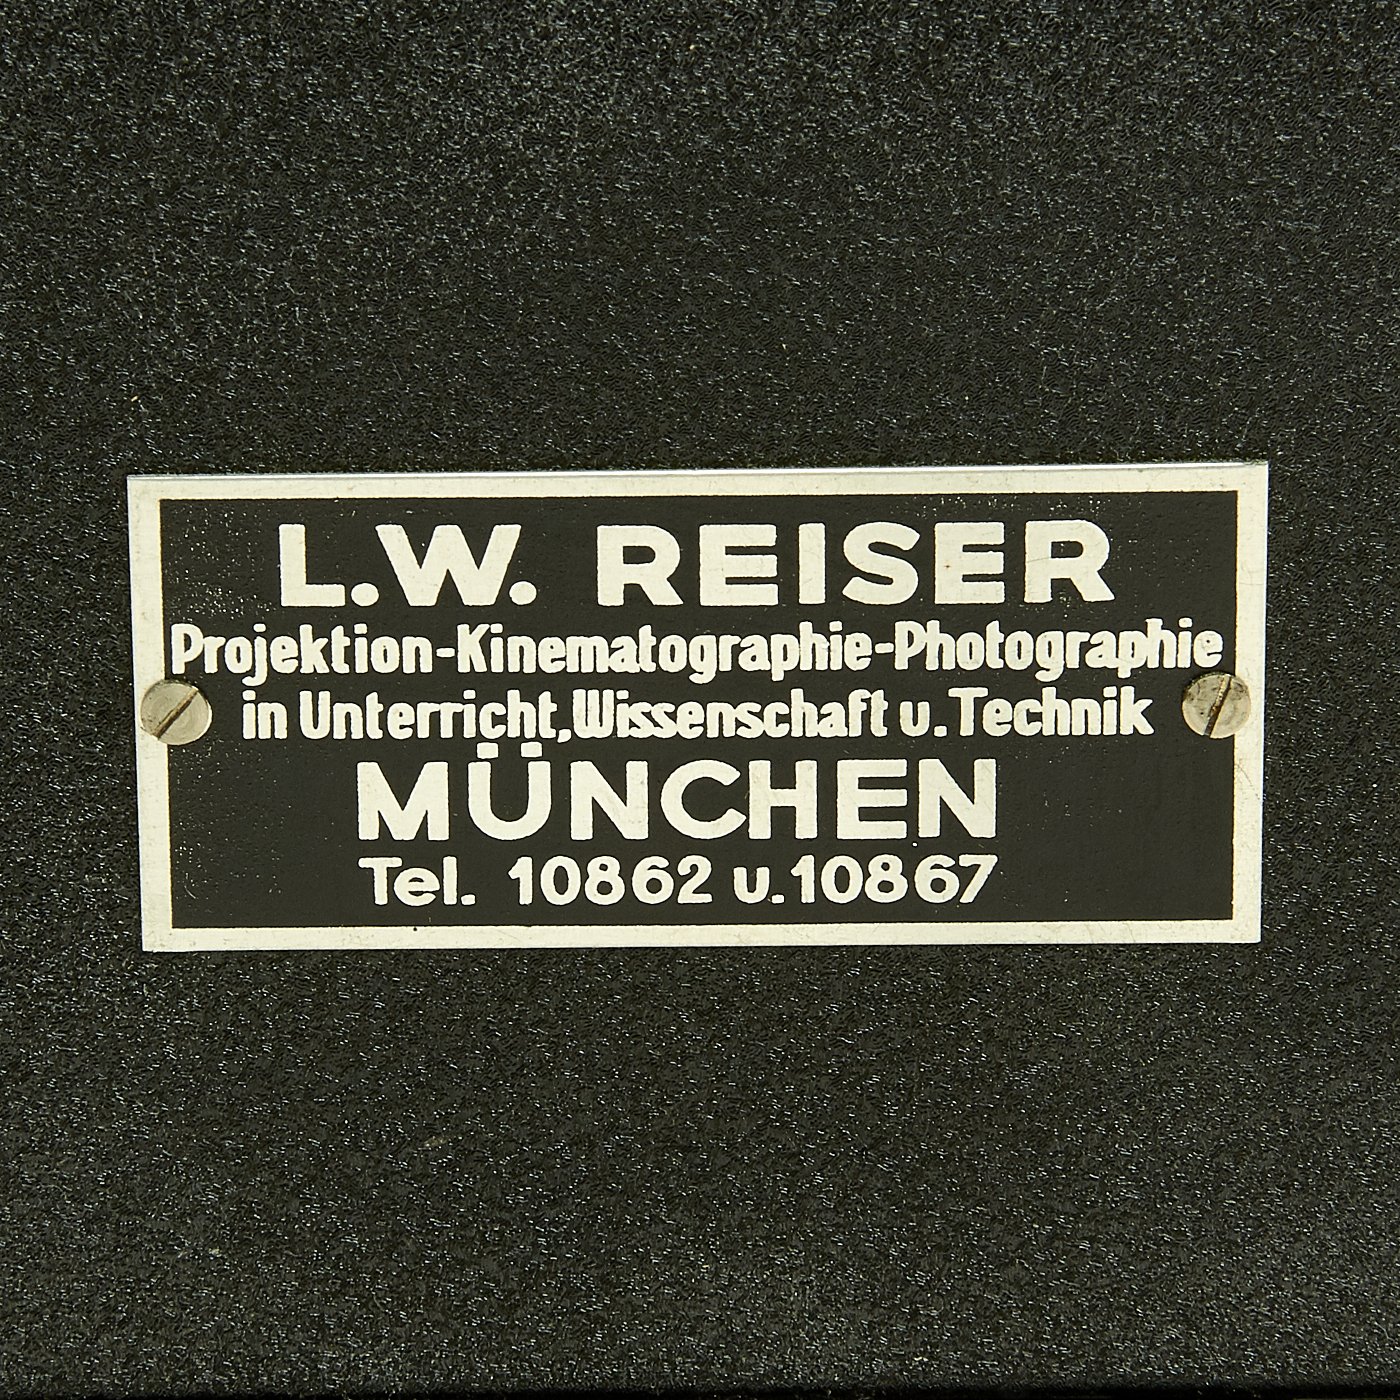 L.W. REISER
Projektion-Kinematographie-Photographie
in Unterricht, Wissenschaft u. Technik
MÜNCHEN
Tel. 10862 u. 10867